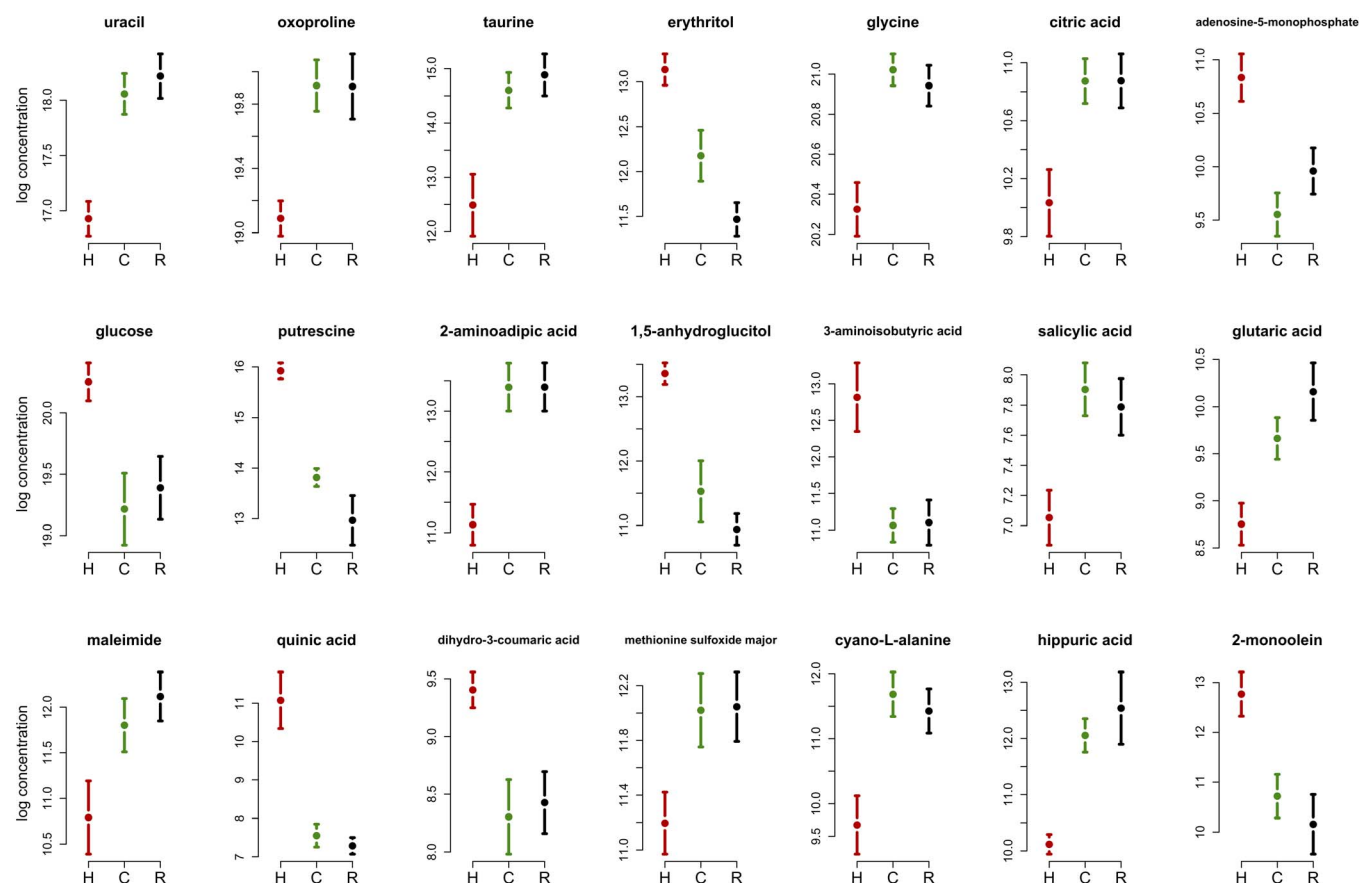 uracil oxoproline taurine erythritol glycine citric acid adenosine-5-monophosphate
log concentration
17.0 17.5 18.0
19.0 19.4 19.8
12.0 13.0 14.0 15.0
11.5 12.0 12.5 13.0
20.2 20.4 20.6 20.8 21.0
9.8 10.2 10.6 11.0
9.5 10.0 10.5 11.0
H C R H C R H C R H C R H C R H C R H C R
glucose putrescine 2-aminoadipic acid 1,5-anhydroglucitol 3-aminoisobutyric acid salicylic acid glutaric acid
log concentration
19.0 19.5 20.0
13 14 15 16
11.0 12.0 13.0
11.0 12.0 13.0
11.0 11.5 12.0 12.5 13.0
7.0 7.2 7.4 7.6 7.8 8.0
8.5 9.0 9.5 10.0 10.5
H C R H C R H C R H C R H C R H C R H C R
maleimide quinic acid dihydro-3-coumaric acid methionine sulfoxide major cyano-L-alanine hippuric acid 2-monoolein
log concentration
10.5 11.0 11.5 12.0
7 8 9 10 11
8.0 8.5 9.0 9.5
11.0 11.4 11.8 12.2
9.5 10.0 11.0 12.0
10.0 11.0 12.0 13.0
10 11 12 13
H C R H C R H C R H C R H C R H C R H C R